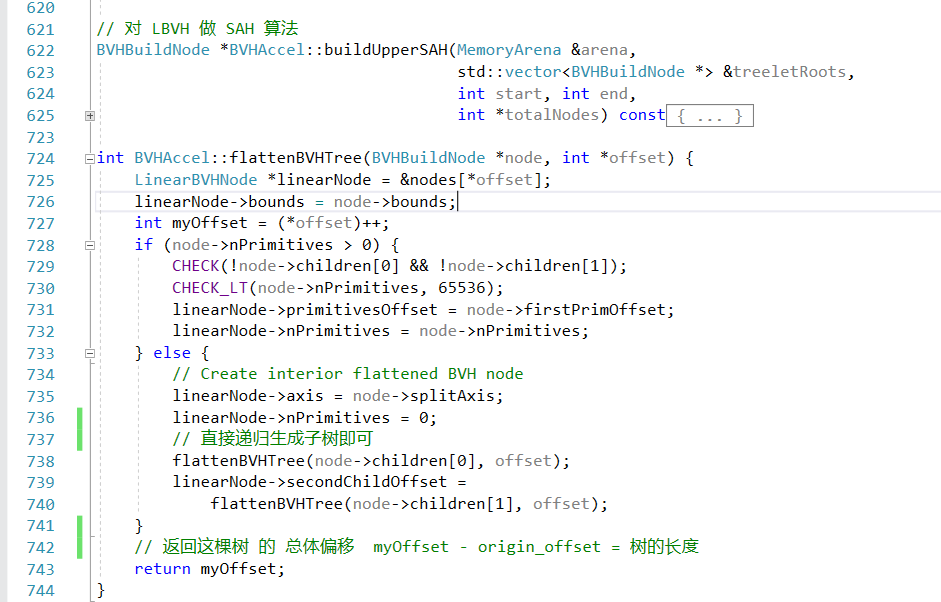 620
621 // 对 LBVH 做 SAH 算法
622 BVHBuildNode *BVHAccel::buildUpperSAH(MemoryArena &arena,
623 std::vector<BVHBuildNode *> &treeletRoots,
624 int start, int end,
625 int *totalNodes) const { ... }
723
724 int BVHAccel::flattenBVHTree(BVHBuildNode *node, int *offset) {
725 LinearBVHNode *linearNode = &nodes[*offset];
726 linearNode->bounds = node->bounds;
727 int myOffset = (*offset)++;
728 if (node->nPrimitives > 0) {
729 CHECK(!node->children[0] && !node->children[1]);
730 CHECK_LT(node->nPrimitives, 65536);
731 linearNode->primitivesOffset = node->firstPrimOffset;
732 linearNode->nPrimitives = node->nPrimitives;
733 } else {
734 // Create interior flattened BVH node
735 linearNode->axis = node->splitAxis;
736 linearNode->nPrimitives = 0;
737 // 直接递归生成子树即可
738 flattenBVHTree(node->children[0], offset);
739 linearNode->secondChildOffset =
740 flattenBVHTree(node->children[1], offset);
741 }
742 // 返回这棵树 的 总体偏移  myOffset - origin_offset = 树的长度
743 return myOffset;
744 }